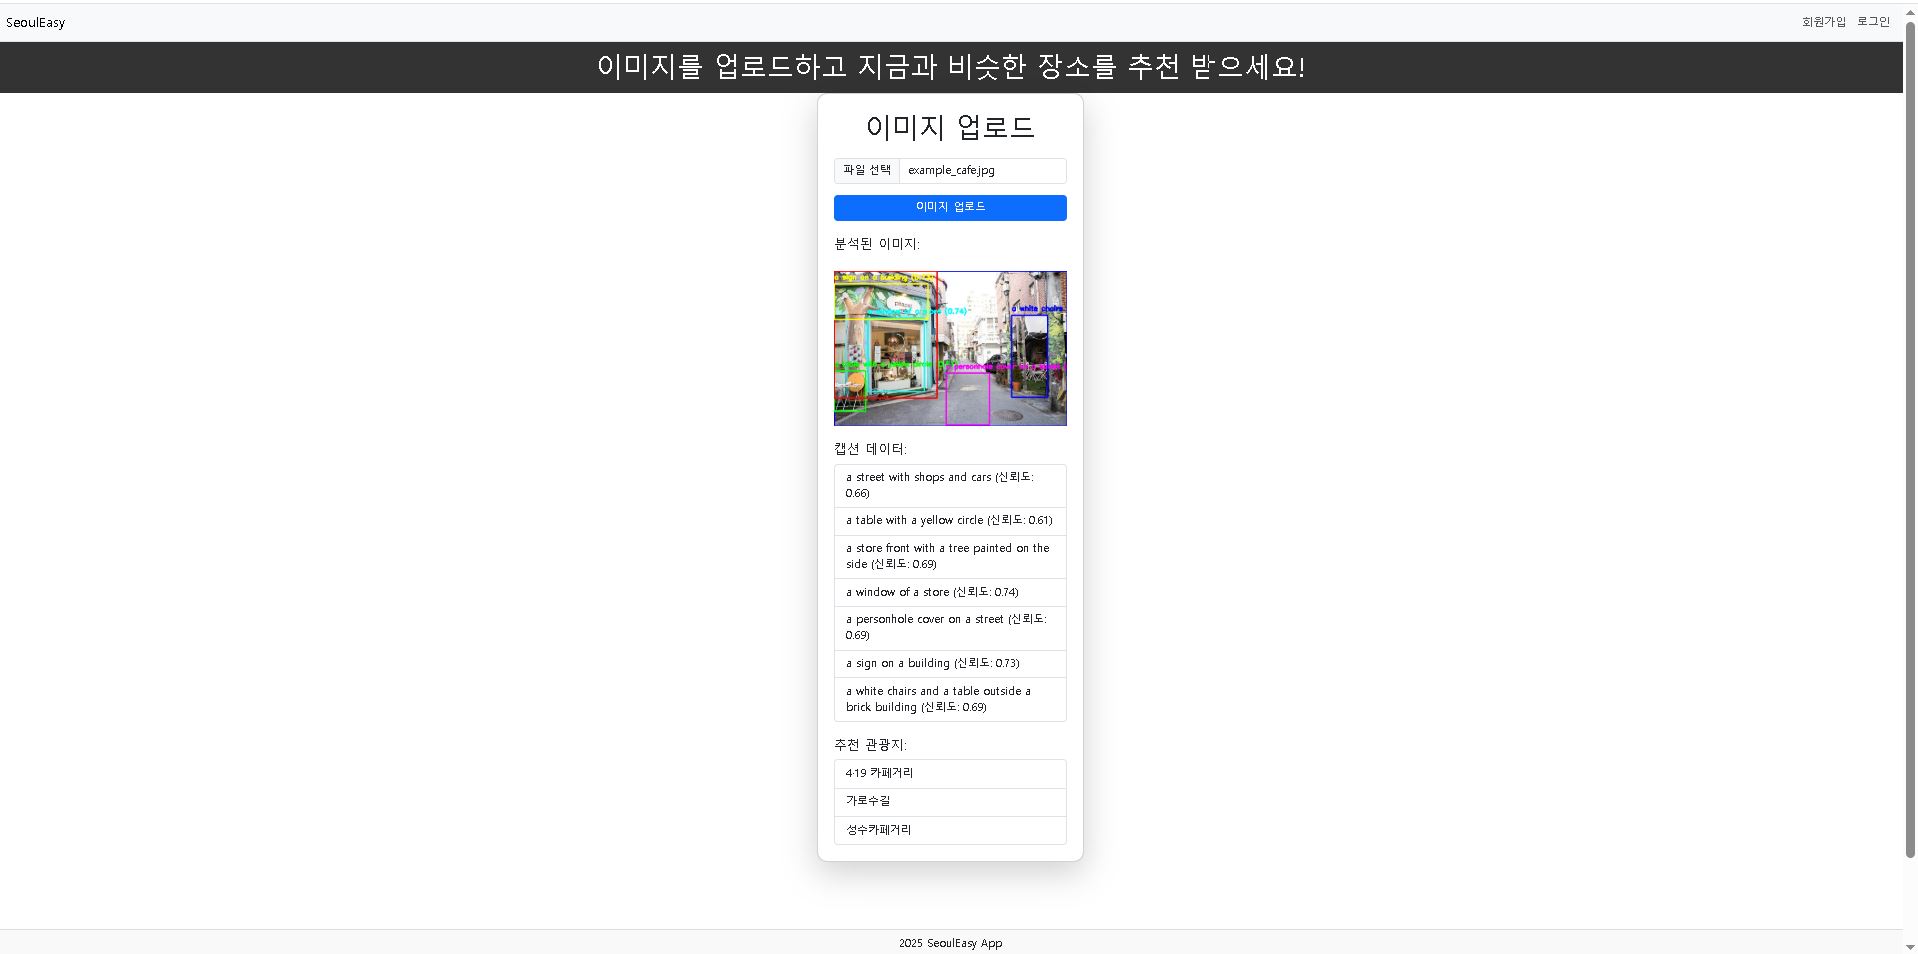 SeoulEasy
회원가입 로그인
이미지를 업로드하고 지금과 비슷한 장소를 추천 받으세요!
이미지 업로드
파일 선택 example_cafe.jpg
이미지 업로드
분석된 이미지:
a sign on a building
(0.74)
a white chairs
a personhole cover on a street
캡션 데이터:
a street with shops and cars (신뢰도:
0.66)
a table with a yellow circle (신뢰도: 0.61)
a store front with a tree painted on the
side (신뢰도: 0.69)
a window of a store (신뢰도: 0.74)
a personhole cover on a street (신뢰도:
0.69)
a sign on a building (신뢰도: 0.73)
a white chairs and a table outside a
brick building (신뢰도: 0.69)
추천 관광지:
4·19 카페거리
가로수길
성수카페거리
2025 SeoulEasy App